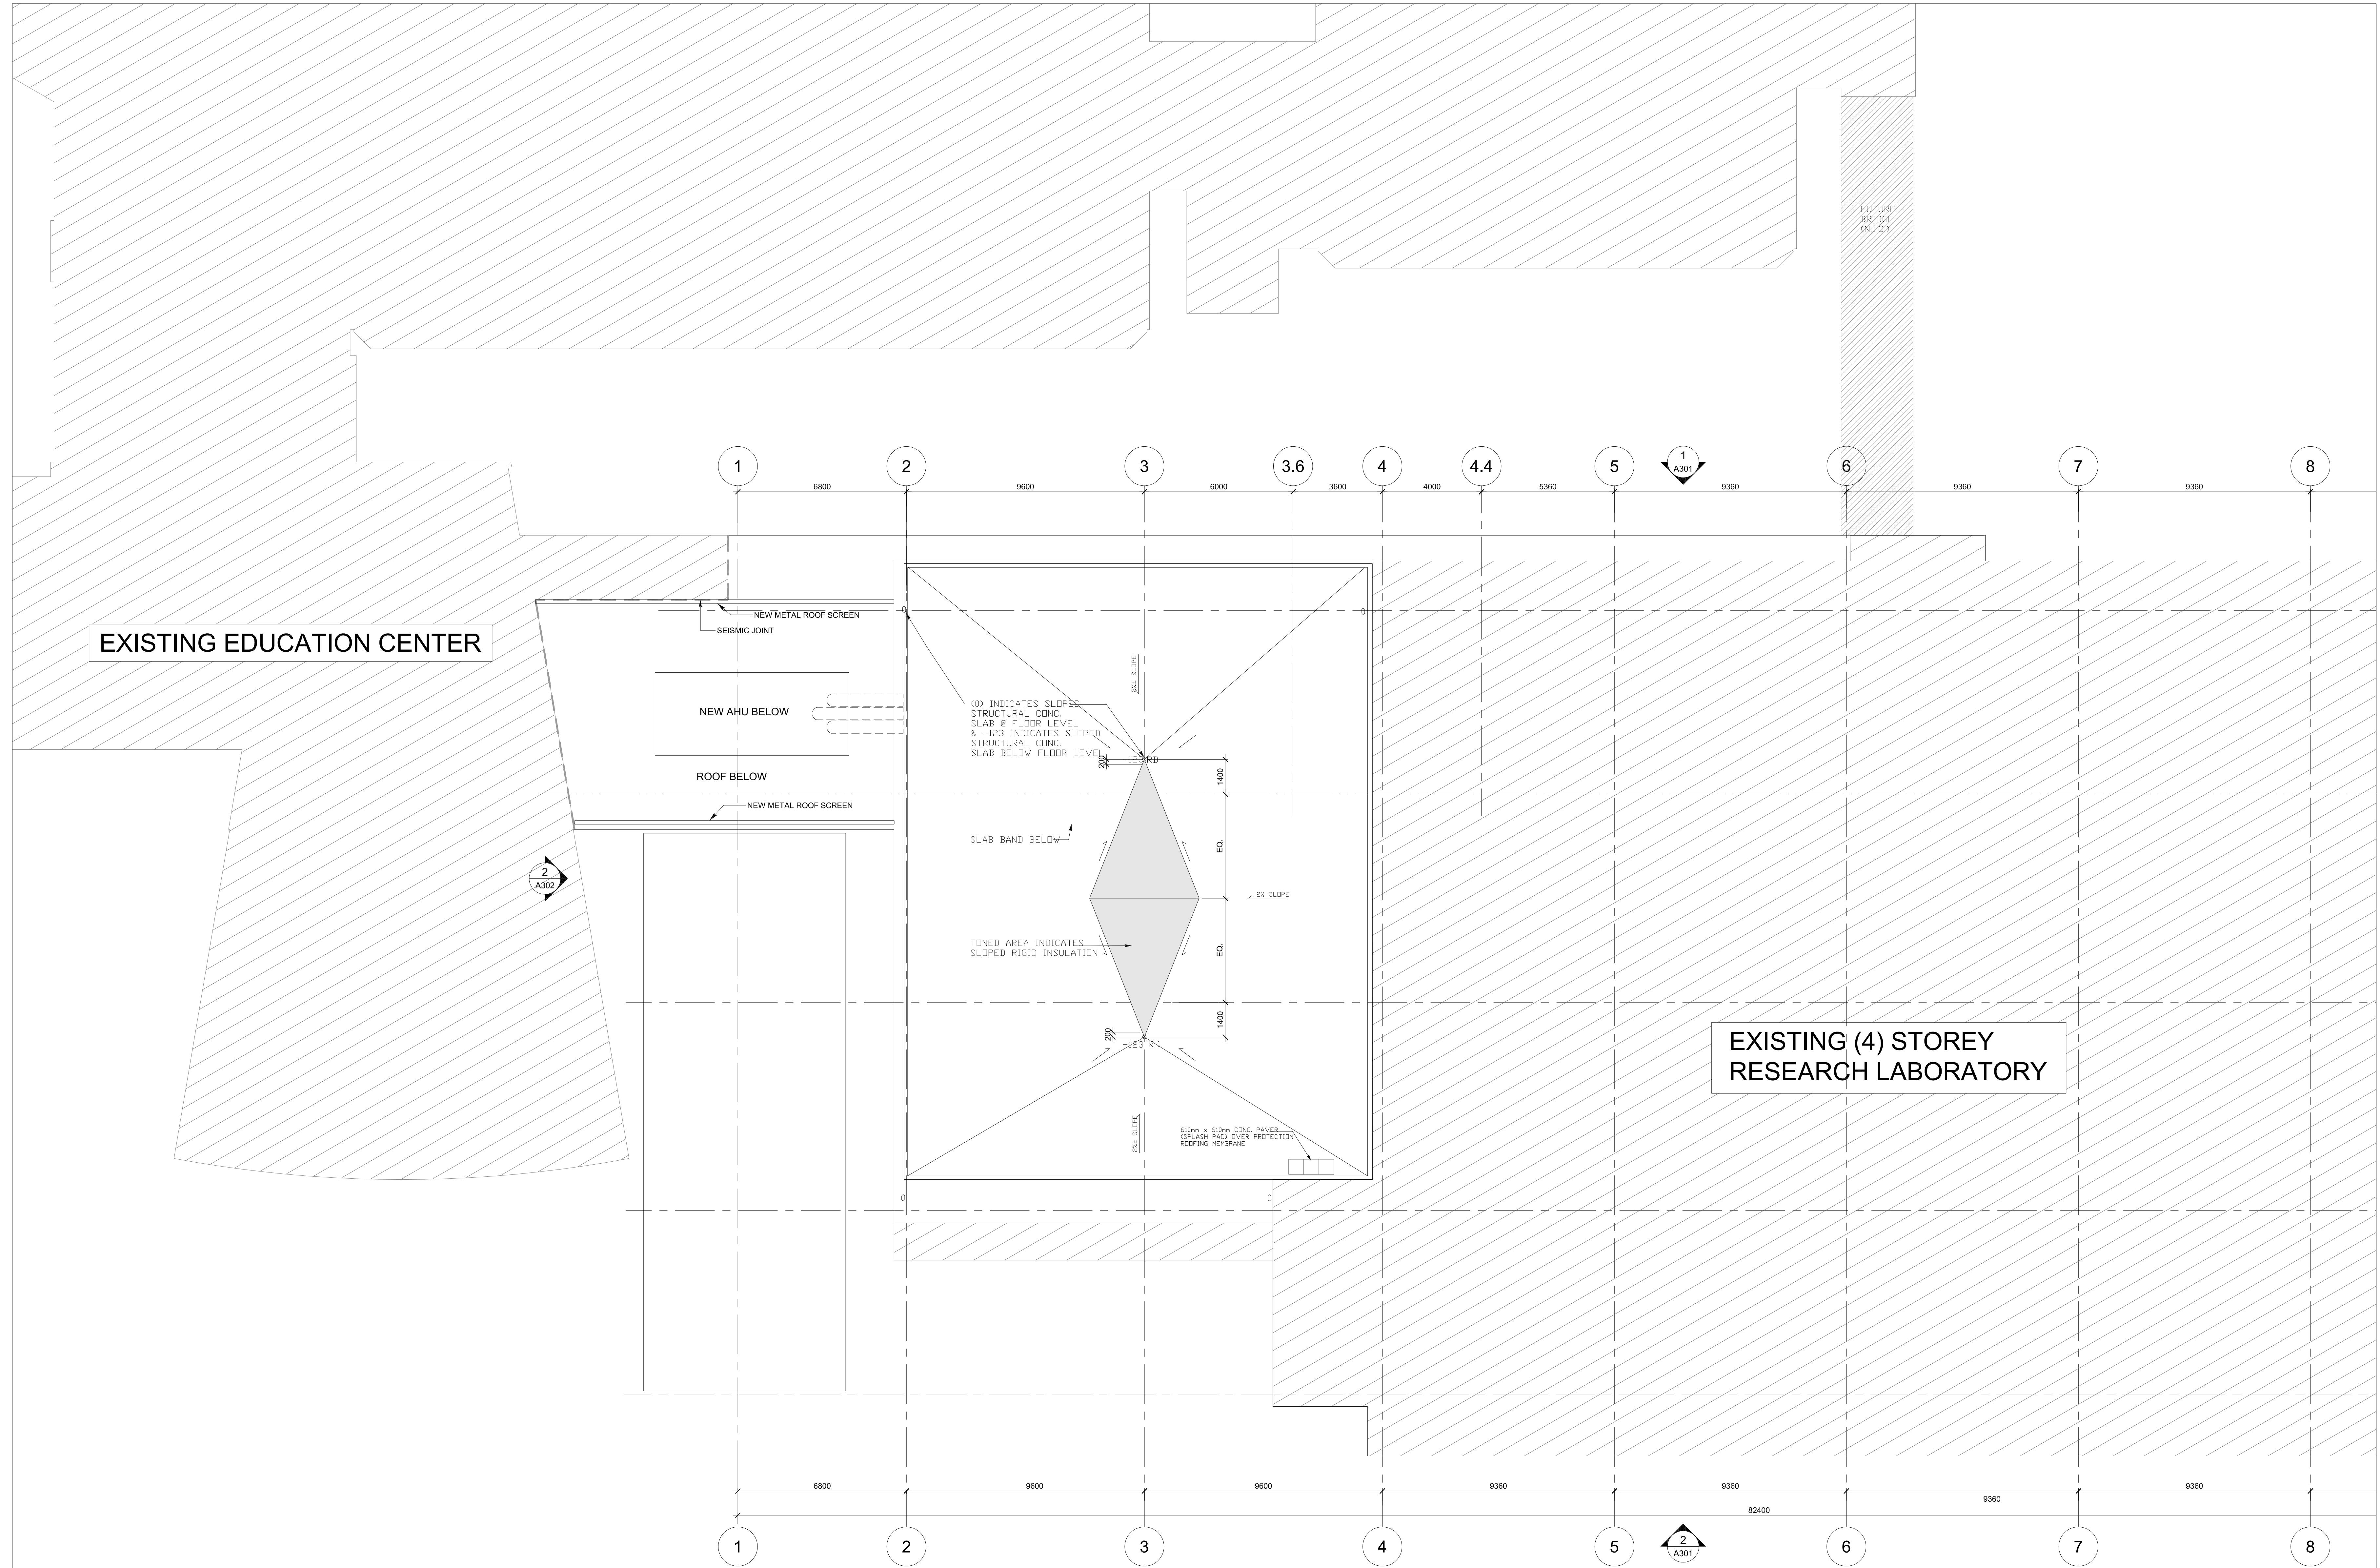 FUTURE
BRIDGE
(N.I.C.)
1 2 3 3.6 4 4.4 5 6 7 8
1
A301
6800 9600 6000 3600 4000 5360 9360 9360 9360
NEW METAL ROOF SCREEN
SEISMIC JOINT
EXISTING EDUCATION CENTER
0 0
2%± SLOPE
NEW AHU BELOW
(0) INDICATES SLOPED
STRUCTURAL CONC.
SLAB @ FLOOR LEVEL
& -123 INDICATES SLOPED
STRUCTURAL CONC.
SLAB BELOW FLOOR LEVEL
200
-123 RD
1400
ROOF BELOW
NEW METAL ROOF SCREEN
SLAB BAND BELOW
EQ.
2
A302
2% SLOPE
TONED AREA INDICATES
SLOPED RIGID INSULATION
EQ.
200
-123 RD
1400
EXISTING (4) STOREY
RESEARCH LABORATORY
2%± SLOPE
610mm x 610mm CONC. PAVER
(SPLASH PAD) OVER PROTECTION
ROOFING MEMBRANE
0 0
6800 9600 9600 9360 9360 9360 9360
82400
1 2 3 4 5 6 7 8
2
A301